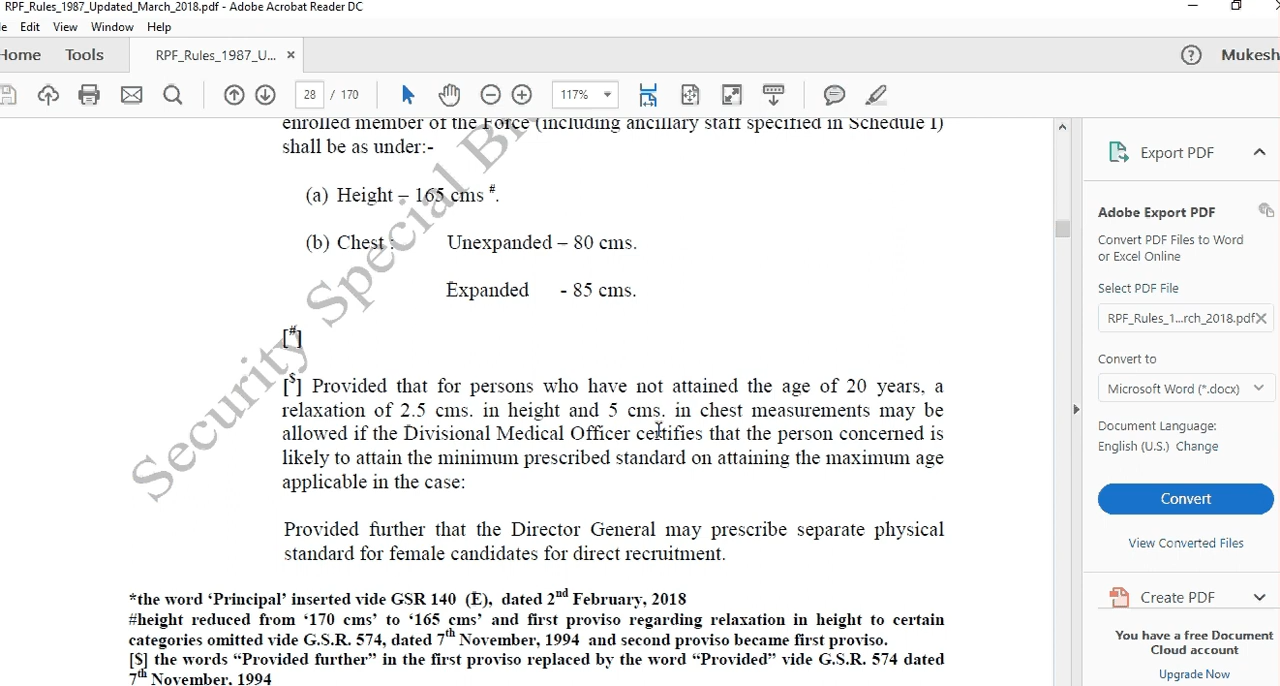 RPF_Rules_1987_Updated_March_2018.pdf - Adobe Acrobat Reader DC
Edit View Window Help
Home Tools RPF_Rules_1987_U... × Mukesh
28 / 170 117%
enrolled member of the Force (including ancillary staff specified in Schedule I)
shall be as under:-
(a) Height – 165 cms #.
(b) Chest : Unexpanded – 80 cms.
Expanded - 85 cms.
[#]
[$] Provided that for persons who have not attained the age of 20 years, a
relaxation of 2.5 cms. in height and 5 cms. in chest measurements may be
allowed if the Divisional Medical Officer certifies that the person concerned is
likely to attain the minimum prescribed standard on attaining the maximum age
applicable in the case:
Provided further that the Director General may prescribe separate physical
standard for female candidates for direct recruitment.
*the word ‘Principal’ inserted vide GSR 140 (E), dated 2nd February, 2018
#height reduced from ‘170 cms’ to ‘165 cms’ and first proviso regarding relaxation in height to certain
categories omitted vide G.S.R. 574, dated 7th November, 1994 and second proviso became first proviso.
[$] the words “Provided further” in the first proviso replaced by the word “Provided” vide G.S.R. 574 dated
7th November, 1994
Security Special Br
Export PDF
Adobe Export PDF
Convert PDF Files to Word
or Excel Online
Select PDF File
RPF_Rules_1...rch_2018.pdf ×
Convert to
Microsoft Word (*.docx)
Document Language:
English (U.S.) Change
Convert
View Converted Files
Create PDF
You have a free Document
Cloud account
Upgrade Now